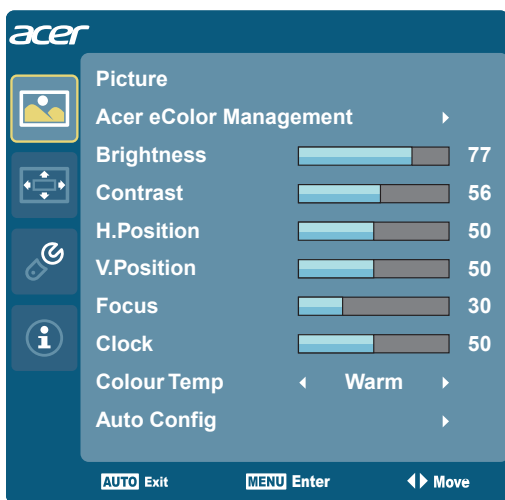 acer
Picture
Acer eColor Management
Brightness 77
Contrast 56
H.Position 50
V.Position 50
Focus 30
Clock 50
Colour Temp Warm
Auto Config
AUTO Exit MENU Enter Move